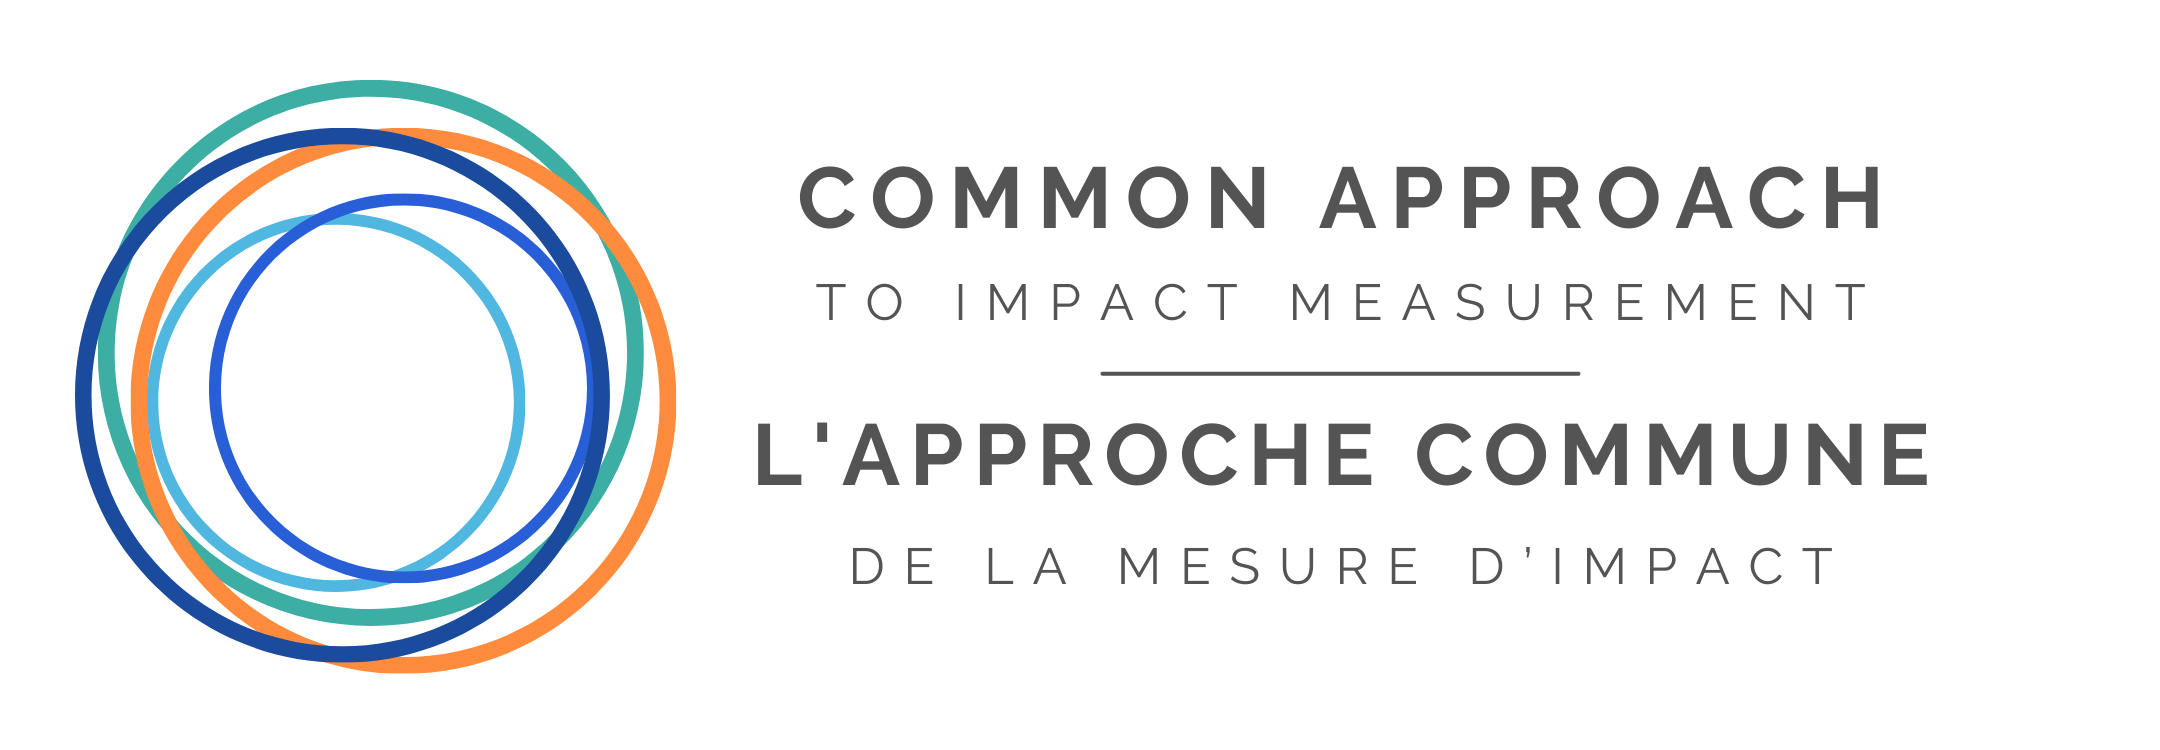 COMMON APPROACH
TO IMPACT MEASUREMENT
L'APPROCHE COMMUNE
DE LA MESURE D’IMPACT